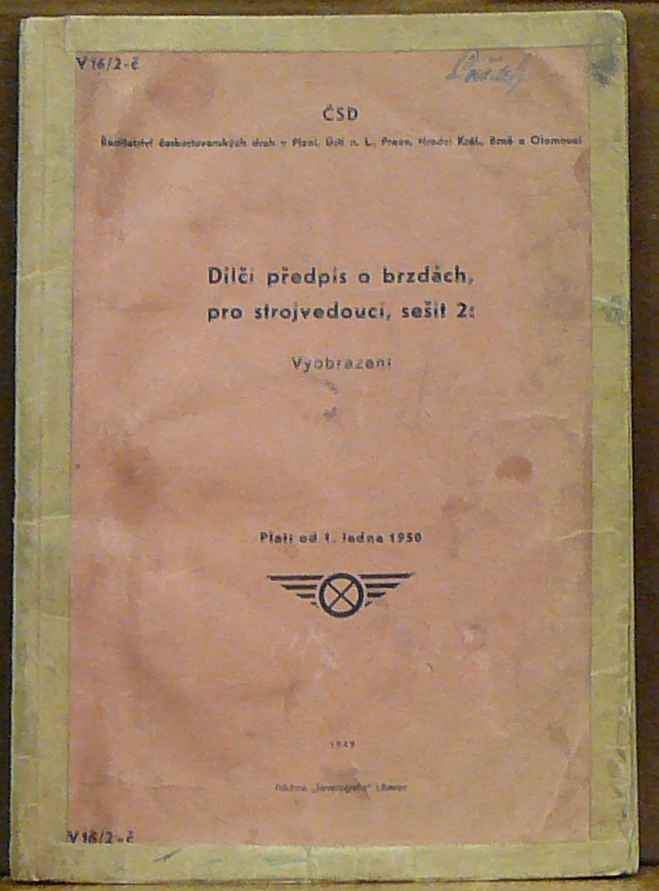 V 16/2-č
ČSD
Ředitelství československých drah v Plzni, Ústí n. L., Praze, Hradci Král., Brně a Olomouci
Dílčí předpis o brzdách,
pro strojvedoucí, sešit 2:
Vyobrazení
Platí od 1. ledna 1950
1949
V 16/2-č